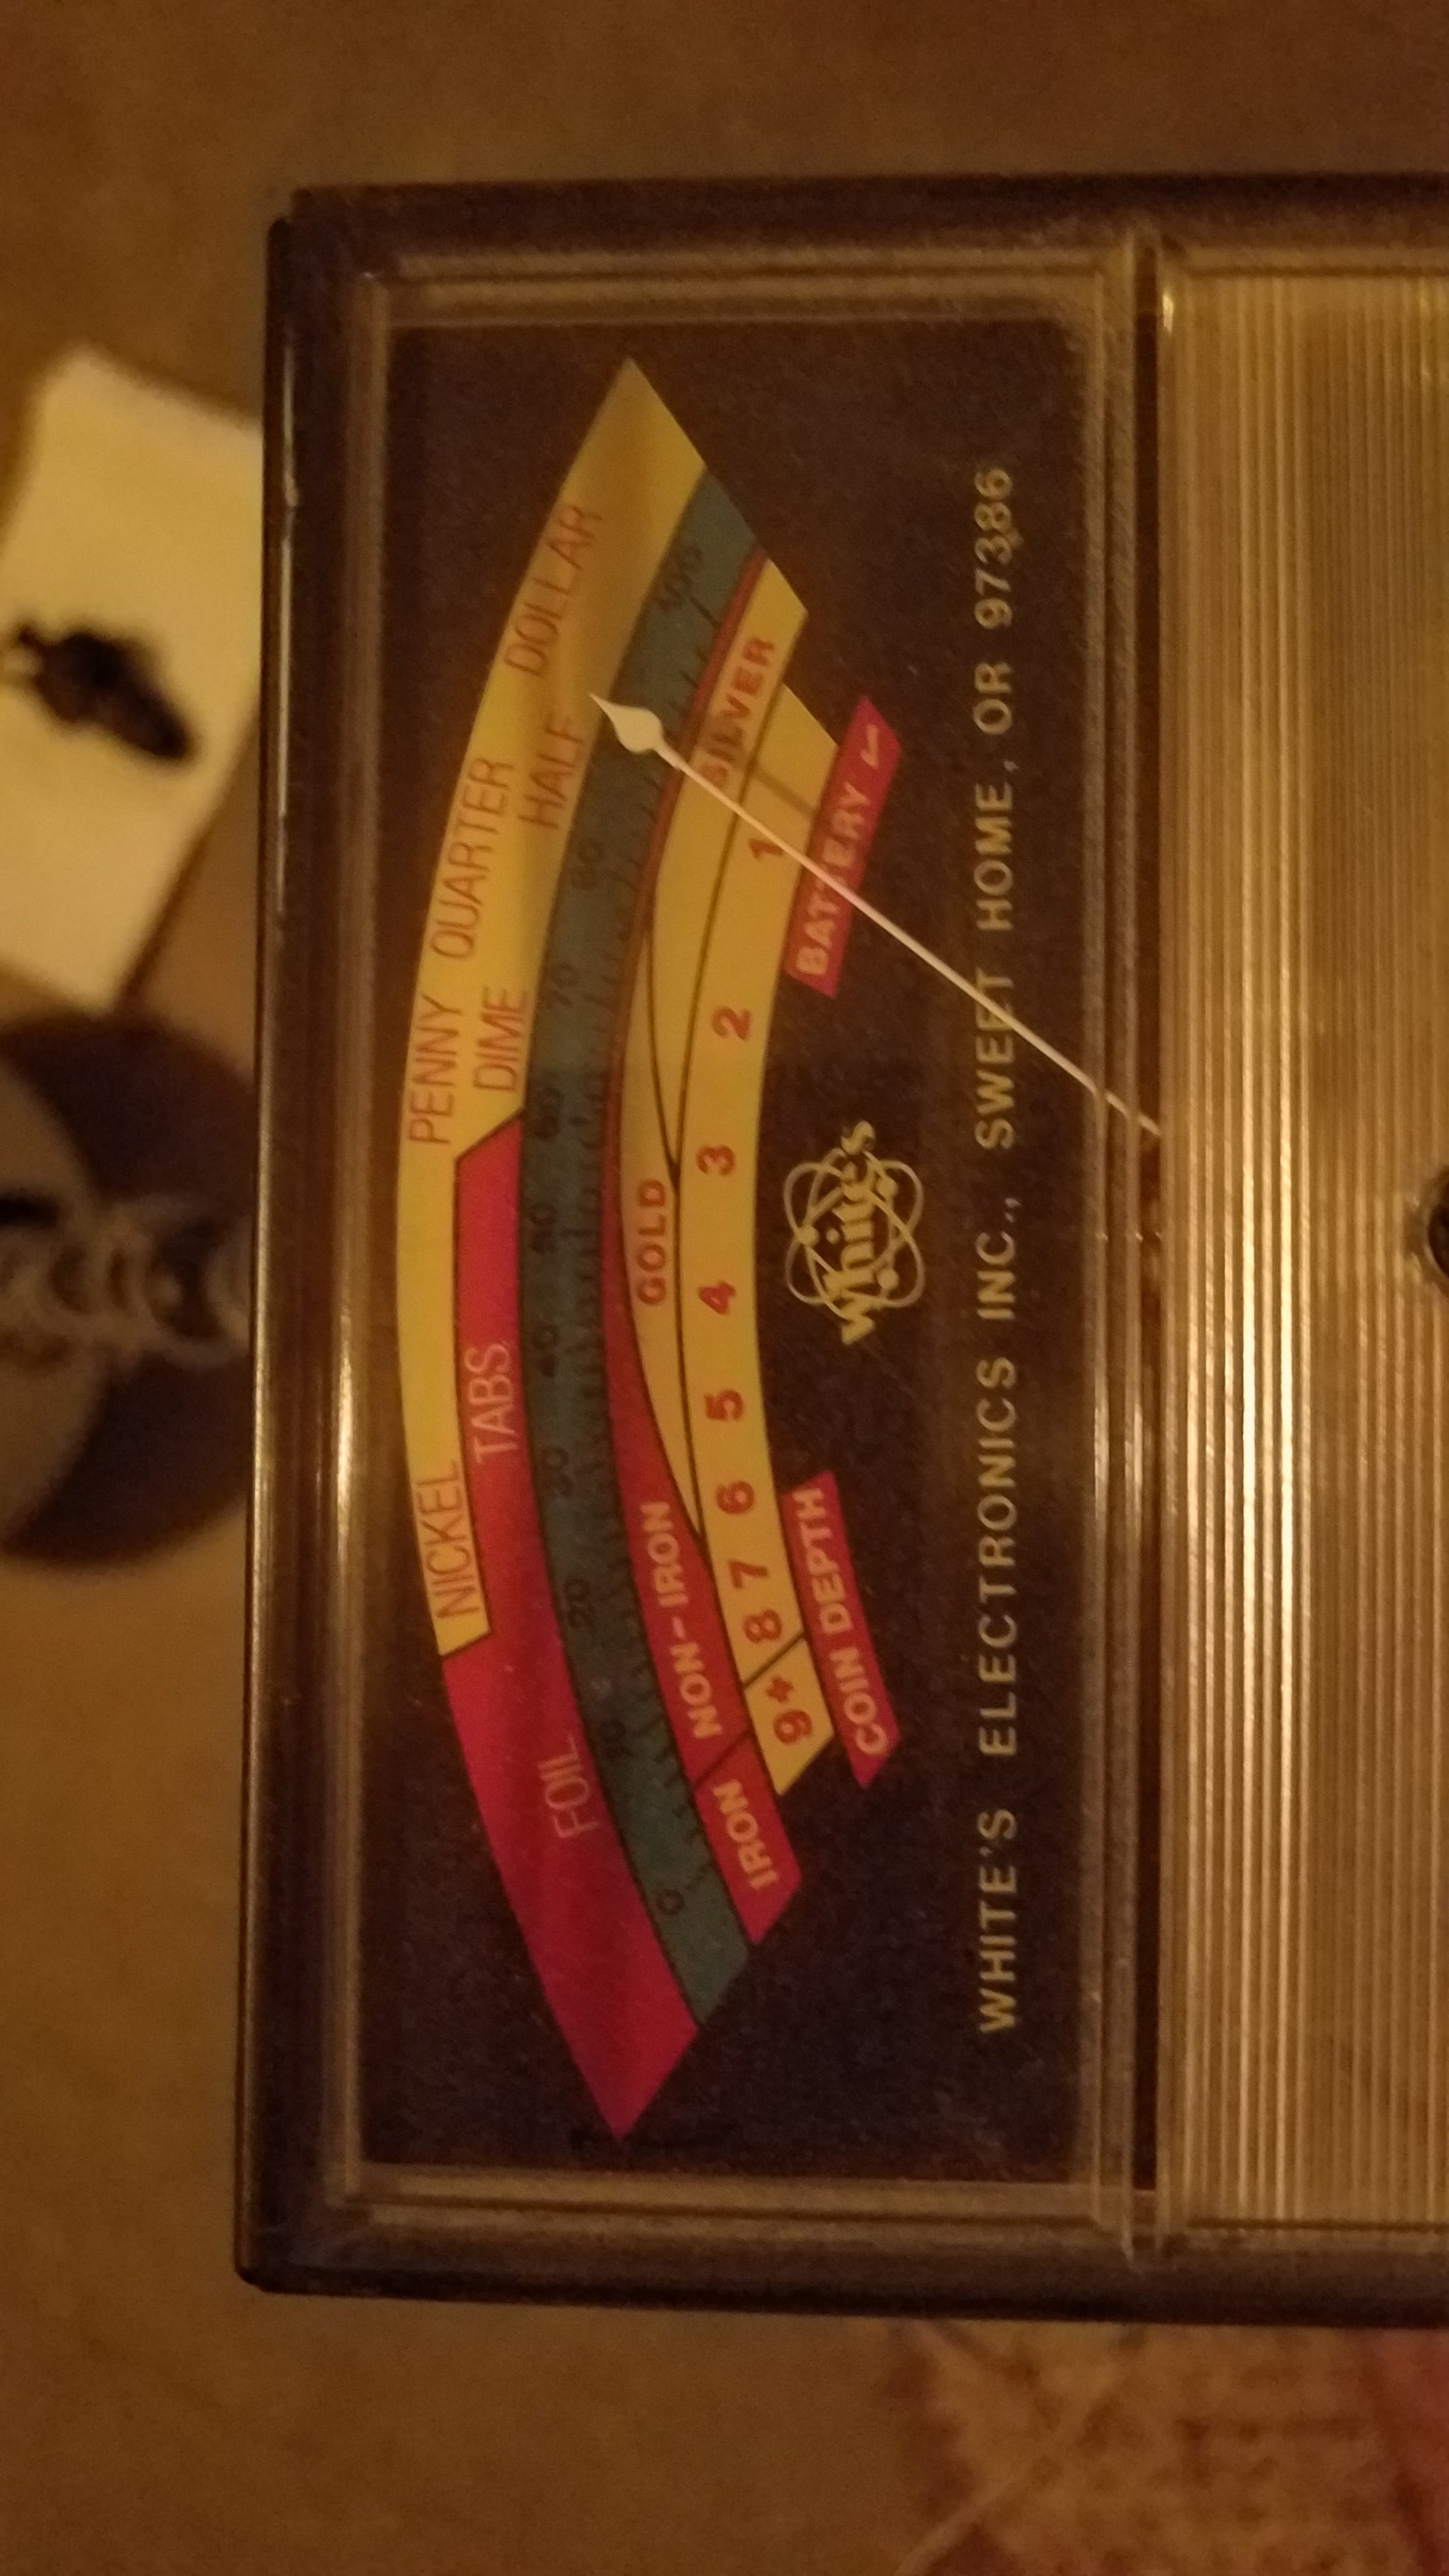 NICKEL PENNY QUARTER DOLLAR
FOIL TABS DIME HALF
0 10 20 30 40 50 60 70 80 100
IRON NON-IRON GOLD SILVER
9+ 8 7 6 5 4 3 2 1
COIN DEPTH BATTERY
White's
WHITE'S ELECTRONICS INC., SWEET HOME, OR 97386